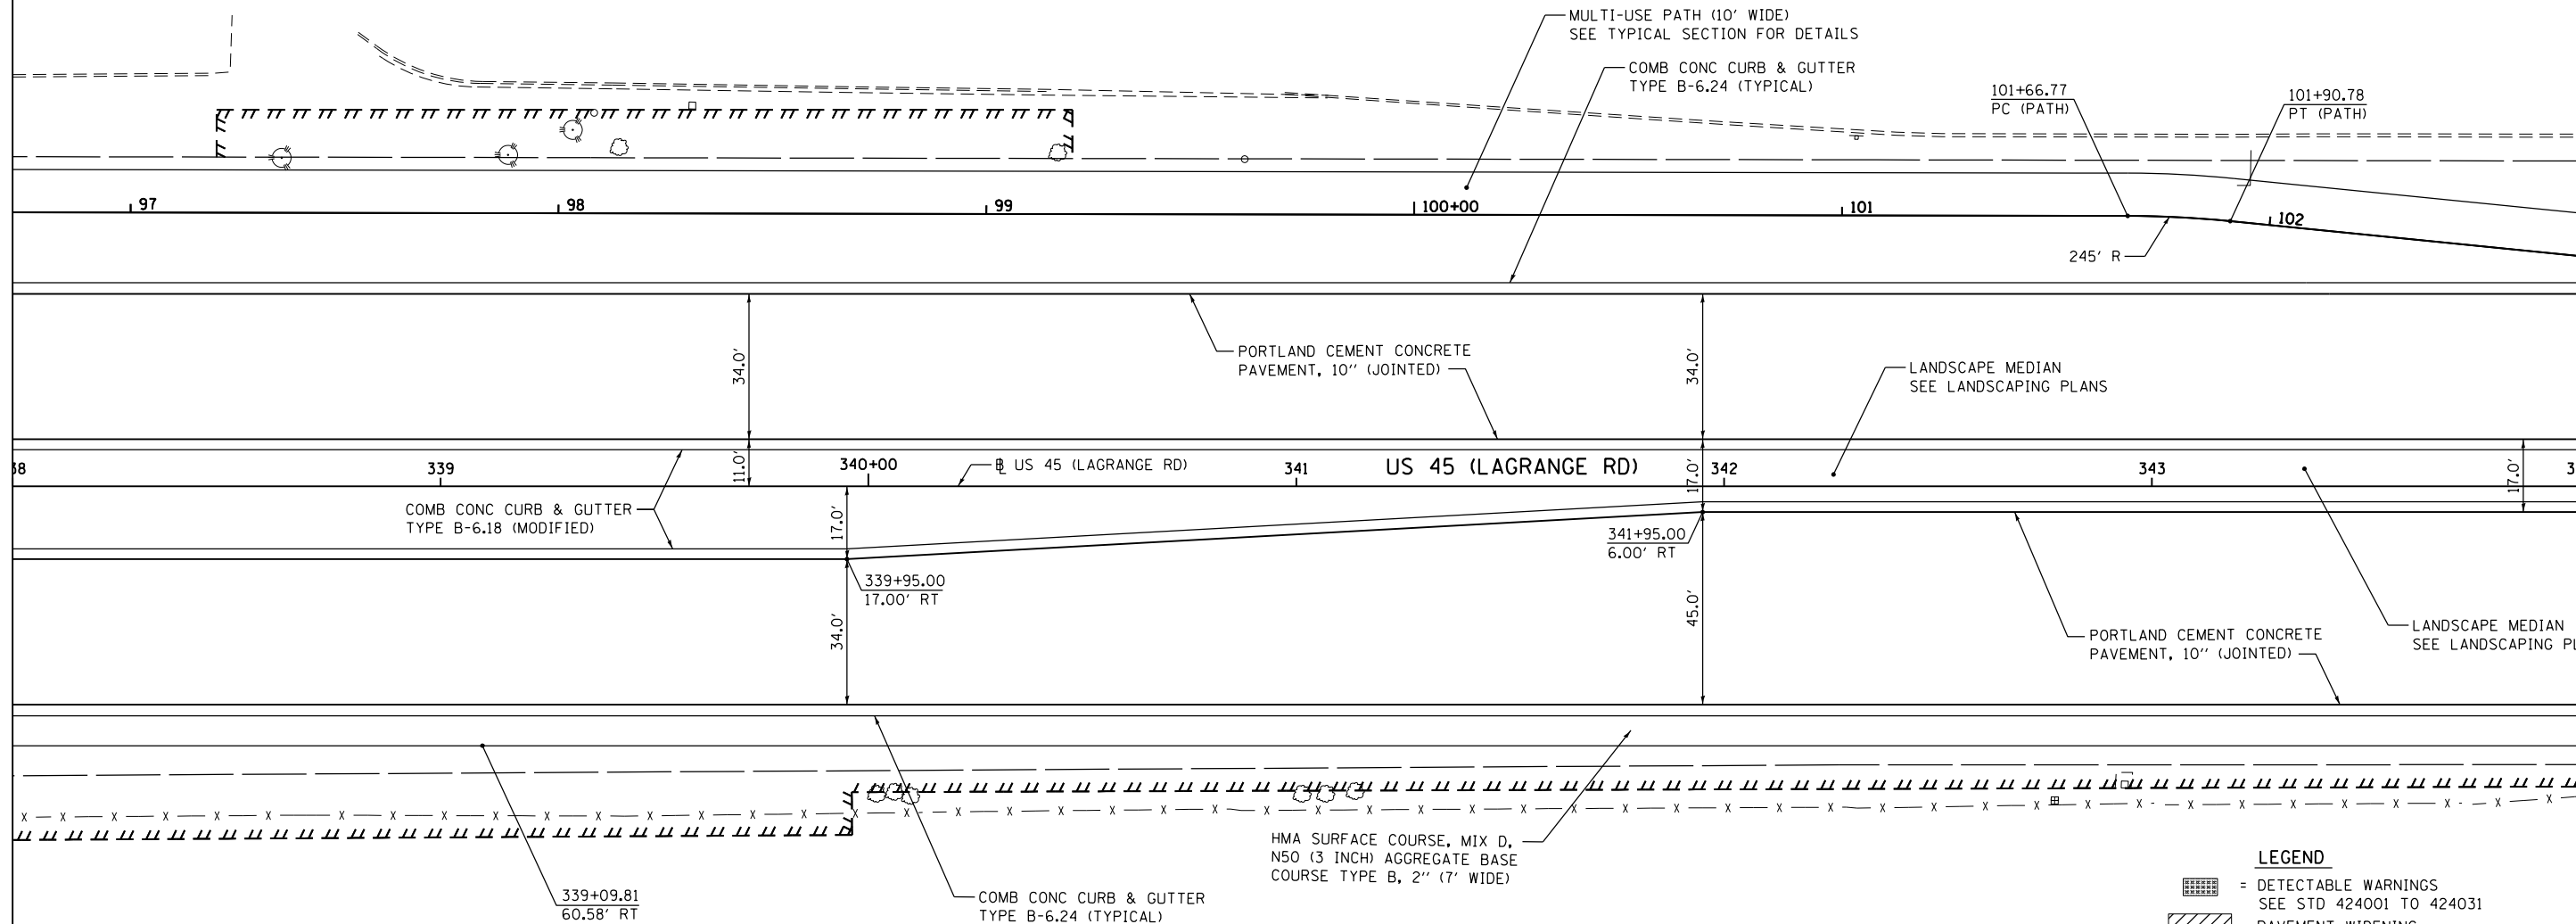 MULTI-USE PATH (10' WIDE)
SEE TYPICAL SECTION FOR DETAILS
COMB CONC CURB & GUTTER
TYPE B-6.24 (TYPICAL)
101+66.77
PC (PATH)
101+90.78
PT (PATH)
97
98
99
100+00
101
102
245' R
34.0'
PORTLAND CEMENT CONCRETE
PAVEMENT, 10'' (JOINTED)
34.0'
LANDSCAPE MEDIAN
SEE LANDSCAPING PLANS
38
339
11.0'
340+00
℄ US 45 (LAGRANGE RD)
341
US 45 (LAGRANGE RD)
17.0'
342
343
17.0'
3
COMB CONC CURB & GUTTER
TYPE B-6.18 (MODIFIED)
17.0'
339+95.00
17.00' RT
341+95.00
6.00' RT
34.0'
45.0'
PORTLAND CEMENT CONCRETE
PAVEMENT, 10'' (JOINTED)
LANDSCAPE MEDIAN
SEE LANDSCAPING PL
339+09.81
60.58' RT
COMB CONC CURB & GUTTER
TYPE B-6.24 (TYPICAL)
HMA SURFACE COURSE, MIX D,
N50 (3 INCH) AGGREGATE BASE
COURSE TYPE B, 2'' (7' WIDE)
LEGEND
= DETECTABLE WARNINGS
SEE STD 424001 TO 424031
PAVEMENT WIDENING